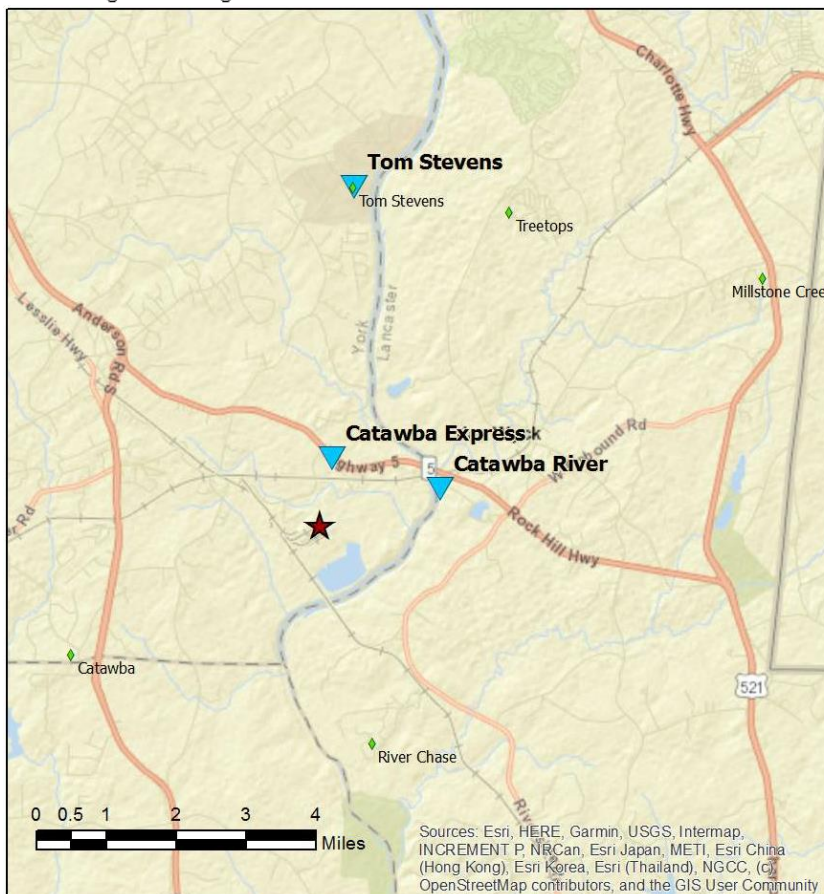 Charlotte Hwy
Tom Stevens
Tom Stevens
Treetops
Millstone Cree
Lesslie Hwy
Anderson Rd S
York
Lancaster
Catawba Express
ghway 5
5
Catawba River
Rd
Rock Hill Hwy
521
Catawba
River Chase
0 0.5 1 2 3 4
Miles
Sources: Esri, HERE, Garmin, USGS, Intermap,
INCREMENT P, NRCan, Esri Japan, METI, Esri China
(Hong Kong), Esri Korea, Esri (Thailand), NGCC, (c)
OpenStreetMap contributors, and the GIS User Community